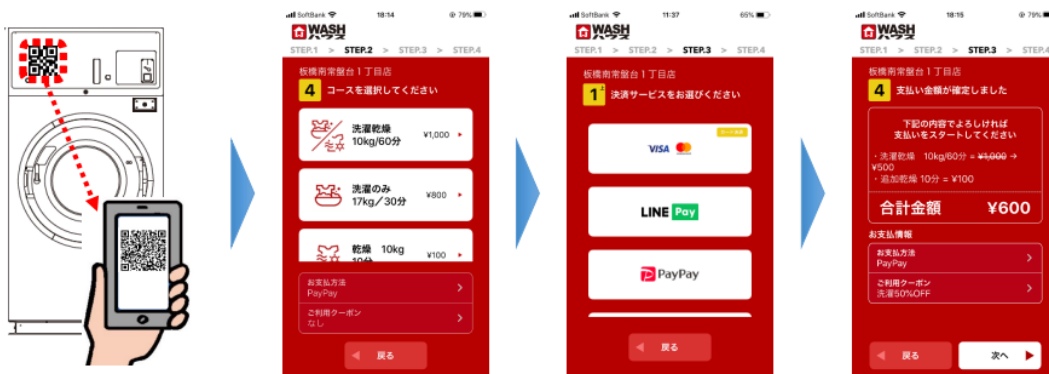 SoftBank 18:14 79%
WASH
ハウス
STEP.1 > STEP.2 > STEP.3 > STEP.4
板橋南常盤台1丁目店
4 コースを選択してください
洗濯乾燥
10kg/60分 ¥1,000
洗濯のみ
17kg/30分 ¥800
乾燥 10kg
10分 ¥100
お支払方法
PayPay
ご利用クーポン
なし
戻る
SoftBank 11:37 65%
WASH
ハウス
STEP.1 > STEP.2 > STEP.3 > STEP.4
板橋南常盤台1丁目店
1 決済サービスをお選びください
VISA
LINE Pay
PayPay
戻る
SoftBank 18:15 79%
WASH
ハウス
STEP.1 > STEP.2 > STEP.3 > STEP.4
板橋南常盤台1丁目店
4 支払い金額が確定しました
下記の内容でよろしければ
支払いをスタートしてください
・洗濯乾燥 10kg/60分 = ¥1,000 →
¥500
・追加乾燥 10分 = ¥100
合計金額 ¥600
お支払情報
お支払方法
PayPay
ご利用クーポン
洗濯50%OFF
戻る
次へ